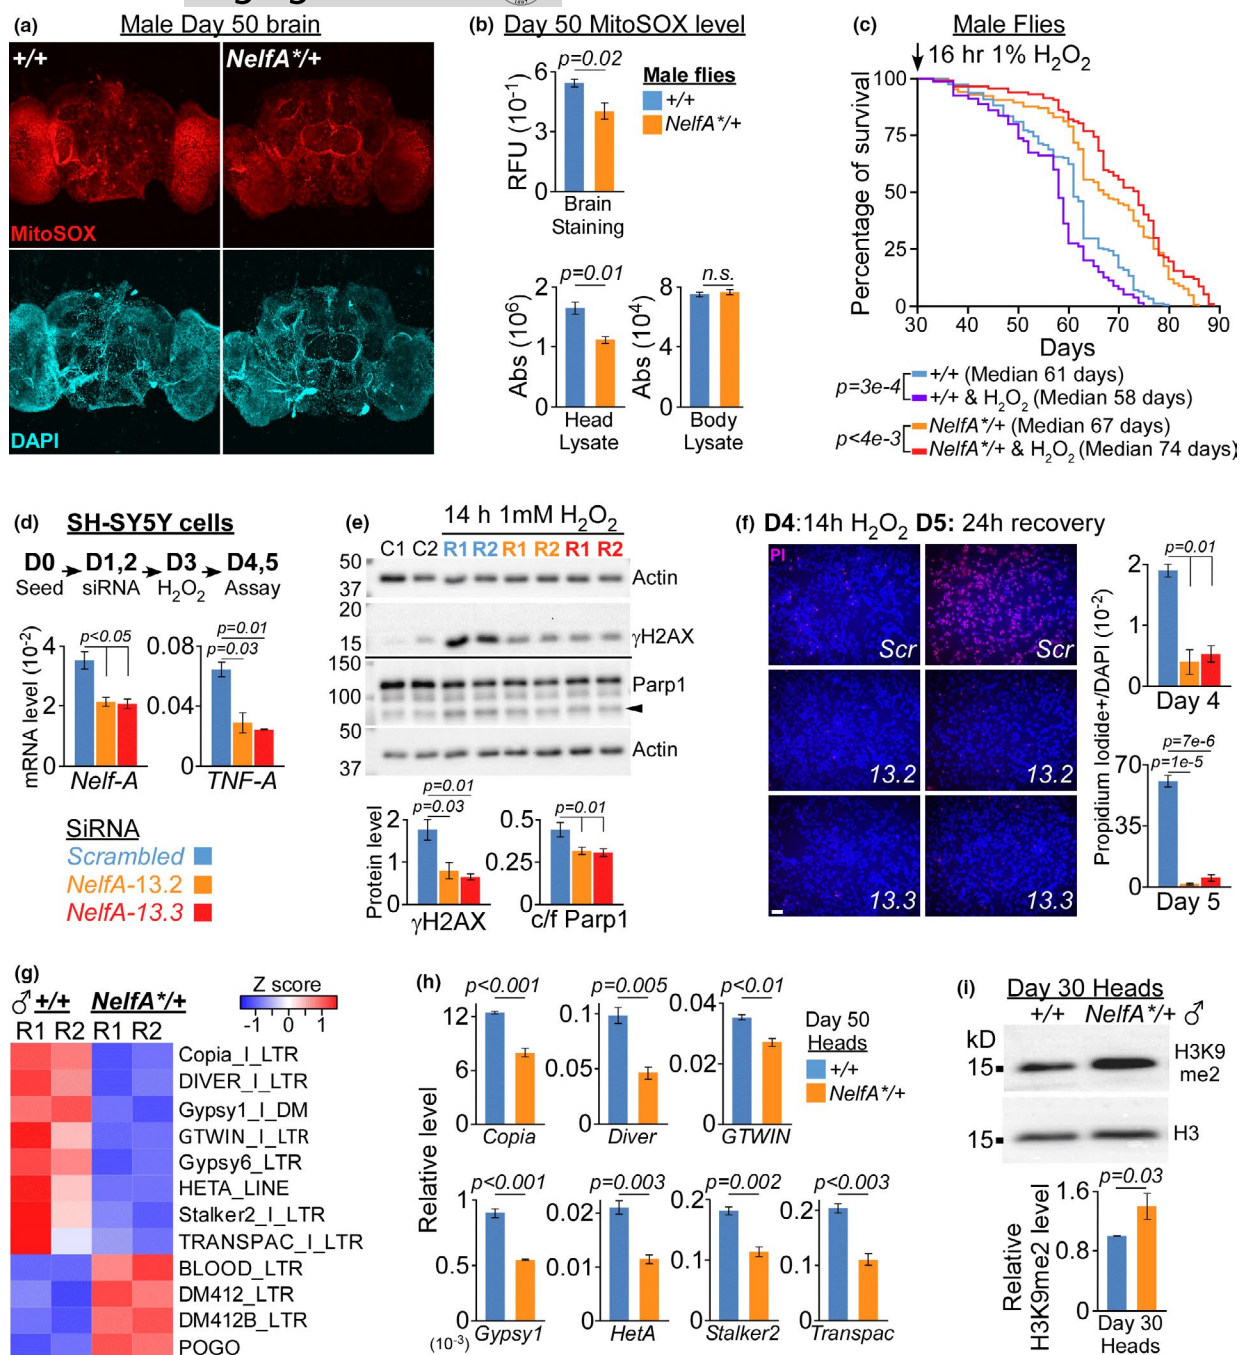 (a) Male Day 50 brain
+/+ NelfA*/+
MitoSOX
DAPI
(b) Day 50 MitoSOX level
p=0.02
RFU (10⁻¹)
6
3
0
Brain
Staining
Male flies
+/+
NelfA*/+
p=0.01
Abs (10⁶)
2
1
0
Head
Lysate
n.s.
Abs (10⁴)
8
4
0
Body
Lysate
(c) Male Flies
16 hr 1% H₂O₂
Percentage of survival
100
75
50
25
0
30 40 50 60 70 80 90
Days
p=3e-4
+/+ (Median 61 days)
+/+ & H₂O₂ (Median 58 days)
p<4e-3
NelfA*/+ (Median 67 days)
NelfA*/+ & H₂O₂ (Median 74 days)
(d) SH-SY5Y cells
D0 D1,2 D3 D4,5
Seed siRNA H₂O₂ Assay
mRNA level (10⁻²)
p<0.05
4
2
0
Nelf-A
p=0.01
p=0.03
0.08
0.04
0
TNF-A
SiRNA
Scrambled
NelfA-13.2
NelfA-13.3
(e) 14 h 1mM H₂O₂
C1 C2 R1 R2 R1 R2 R1 R2
50
37
Actin
20
15
γH2AX
150
100
Parp1
50
37
Actin
Protein level
p=0.01
p=0.03
2
1
0
γH2AX
p=0.01
0.5
0.25
0
c/f Parp1
(f) D4:14h H₂O₂ D5: 24h recovery
PI
Scr Scr
13.2 13.2
13.3 13.3
Propidium Iodide+/DAPI (10⁻²)
p=0.01
2
1
0
Day 4
p=7e-6
p=1e-5
70
35
0
Day 5
(g)
♂ +/+ NelfA*/+
R1 R2 R1 R2
Z score
-1 0 1
Copia_I_LTR
DIVER_I_LTR
Gypsy1_I_DM
GTWIN_I_LTR
Gypsy6_LTR
HETA_LINE
Stalker2_I_LTR
TRANSPAC_I_LTR
BLOOD_LTR
DM412_LTR
DM412B_LTR
POGO
(h)
Relative level
p<0.001
12
6
0
Copia
p=0.005
0.1
0.05
0
Diver
p<0.01
0.04
0.02
0
GTWIN
Day 50
Heads
+/+
NelfA*/+
p<0.001
1
0.5
0
(10⁻³)
Gypsy1
p=0.003
0.02
0.01
0
HetA
p=0.002
0.2
0.1
0
Stalker2
p<0.003
0.2
0.1
0
Transpac
(i) Day 30 Heads
+/+ NelfA*/+ ♂
kD
15
H3K9
me2
15
H3
Relative
H3K9me2 level
p=0.03
1.6
0.8
0
Day 30
Heads